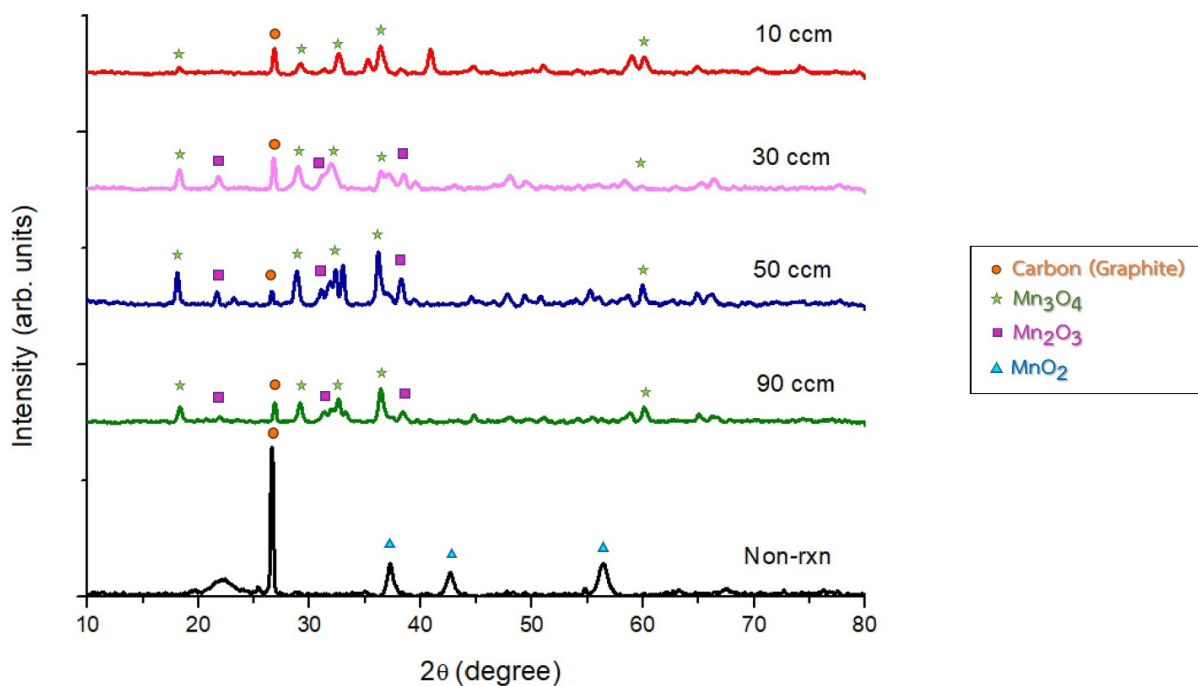 10 ccm
30 ccm
50 ccm
90 ccm
Non-rxn
Intensity (arb. units)
10 20 30 40 50 60 70 80
2θ (degree)
Carbon (Graphite)
Mn₃O₄
Mn₂O₃
MnO₂